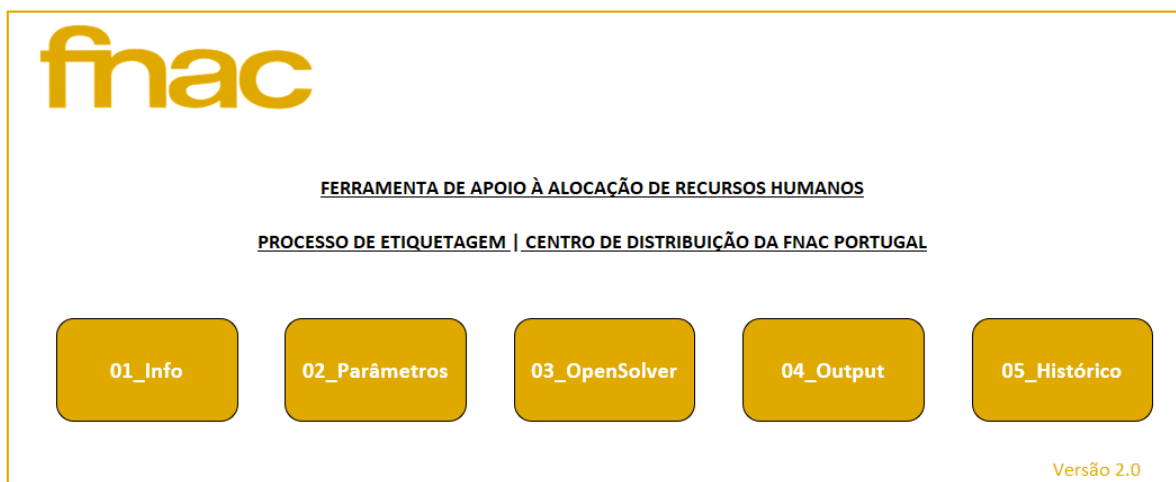 fnac
FERRAMENTA DE APOIO À ALOCAÇÃO DE RECURSOS HUMANOS
PROCESSO DE ETIQUETAGEM | CENTRO DE DISTRIBUIÇÃO DA FNAC PORTUGAL
01_Info
02_Parâmetros
03_OpenSolver
04_Output
05_Histórico
Versão 2.0